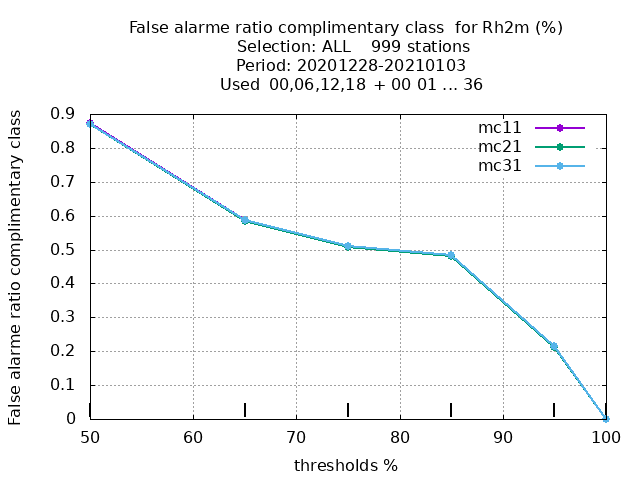 False alarme ratio complimentary class  for Rh2m (%)
Selection: ALL    999 stations
Period: 20201228-20210103
Used  00,06,12,18  + 00 01 ... 36
False alarme ratio complimentary class
0.9
0.8
0.7
0.6
0.5
0.4
0.3
0.2
0.1
0
mc11
mc21
mc31
50 60 70 80 90 100
thresholds %